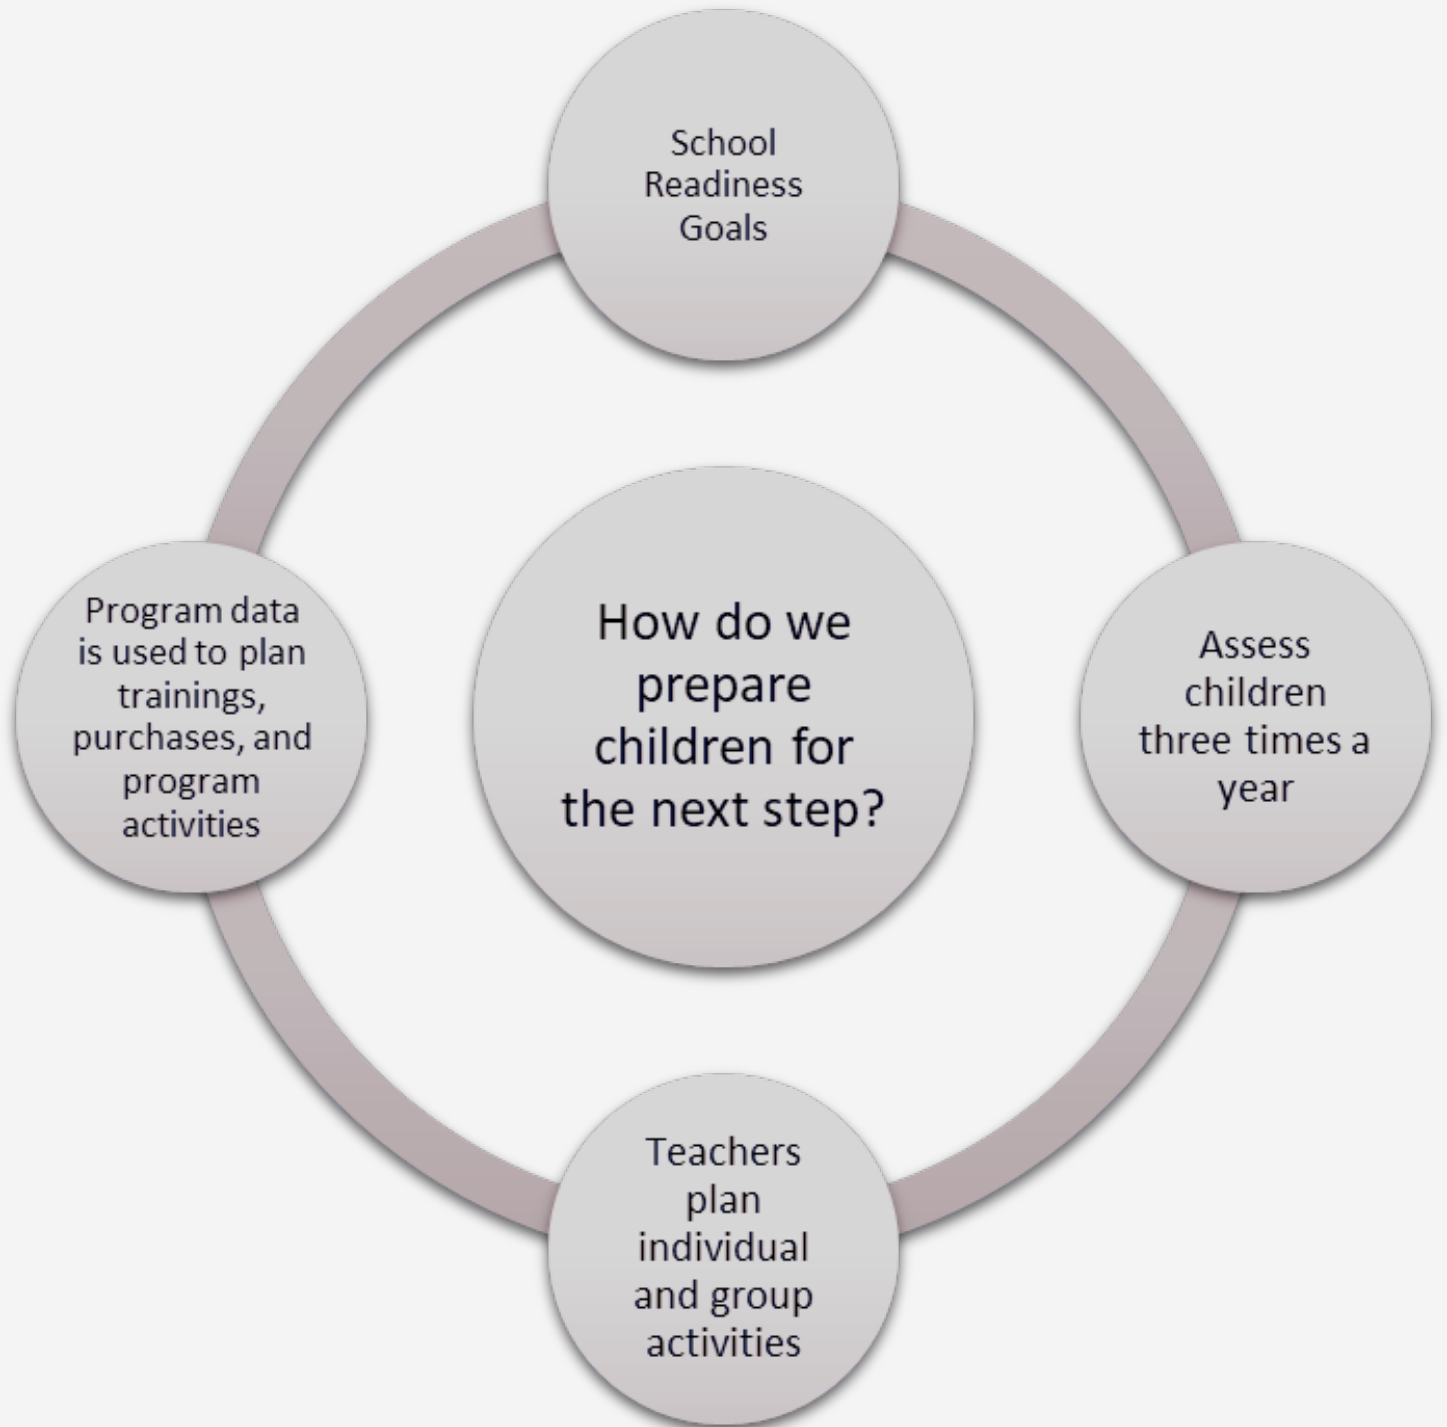 School
Readiness
Goals
How do we
prepare
children for
the next step?
Assess
children
three times a
year
Teachers
plan
individual
and group
activities
Program data
is used to plan
trainings,
purchases, and
program
activities